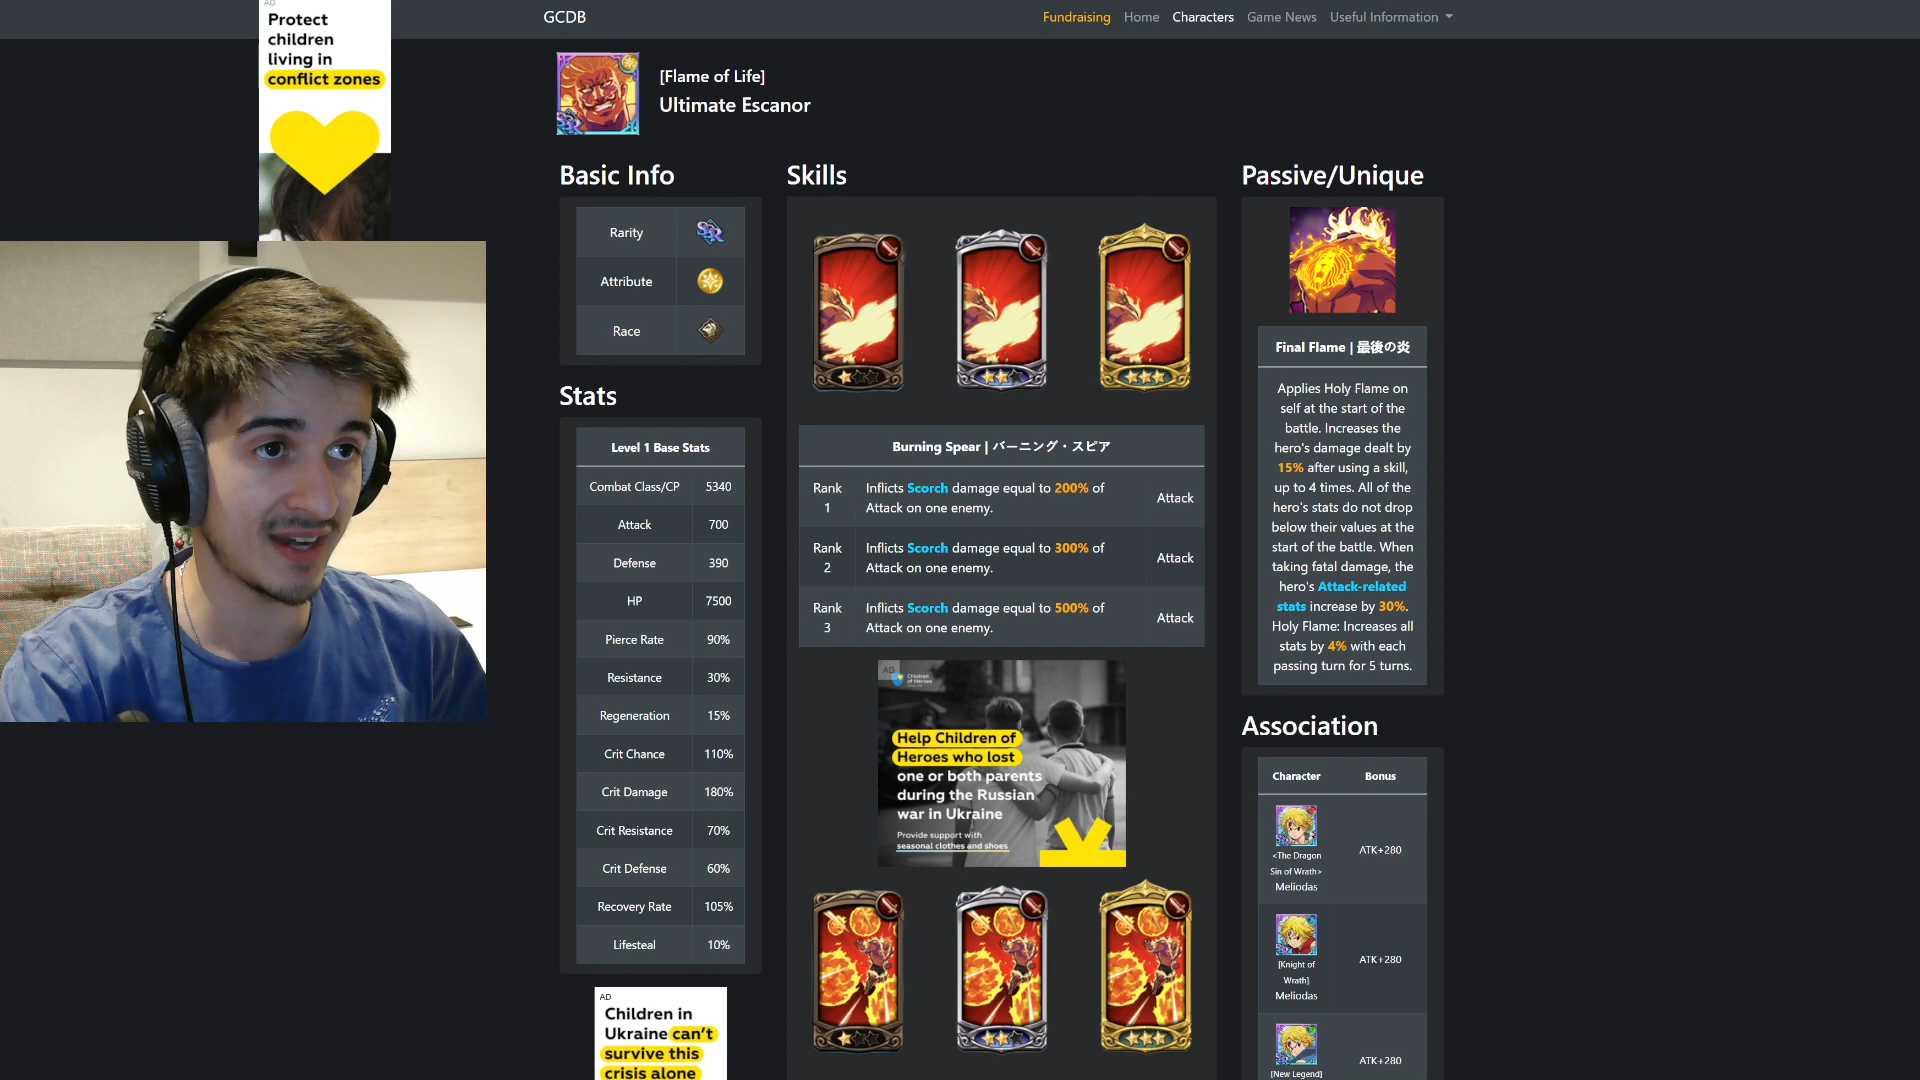 AD
Protect
children
living in
conflict zones
GCDB
Fundraising
Home
Characters
Game News
Useful Information
[Flame of Life]
Ultimate Escanor
Basic Info
Rarity
SSR
Attribute
Race
Stats
Level 1 Base Stats
Combat Class/CP 5340
Attack 700
Defense 390
HP 7500
Pierce Rate 90%
Resistance 30%
Regeneration 15%
Crit Chance 110%
Crit Damage 180%
Crit Resistance 70%
Crit Defense 60%
Recovery Rate 105%
Lifesteal 10%
AD
Children in
Ukraine can't
survive this
crisis alone
Skills
Burning Spear | バーニング・スピア
Rank
1
Inflicts Scorch damage equal to 200% of
Attack on one enemy.
Attack
Rank
2
Inflicts Scorch damage equal to 300% of
Attack on one enemy.
Attack
Rank
3
Inflicts Scorch damage equal to 500% of
Attack on one enemy.
Attack
AD
Children
of Heroes
Help Children of
Heroes who lost
one or both parents
during the Russian
war in Ukraine
Provide support with
seasonal clothes and shoes
Passive/Unique
Final Flame | 最後の炎
Applies Holy Flame on
self at the start of the
battle. Increases the
hero's damage dealt by
15% after using a skill,
up to 4 times. All of the
hero's stats do not drop
below their values at the
start of the battle. When
taking fatal damage, the
hero's Attack-related
stats increase by 30%.
Holy Flame: Increases all
stats by 4% with each
passing turn for 5 turns.
Association
Character Bonus
<The Dragon
Sin of Wrath>
Meliodas
ATK+280
[Knight of
Wrath]
Meliodas
ATK+280
[New Legend]
ATK+280